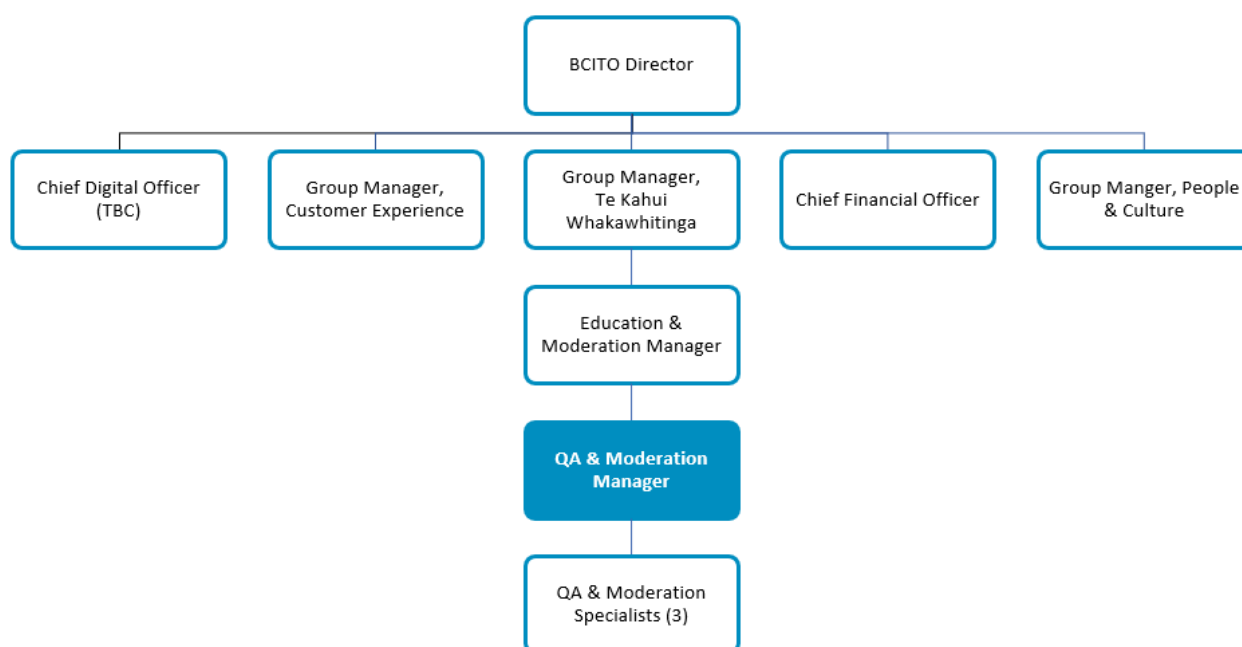 BCITO Director
Chief Digital Officer
(TBC)
Group Manager,
Customer Experience
Group Manager,
Te Kahui
Whakawhitinga
Chief Financial Officer
Group Manger, People
& Culture
Education &
Moderation Manager
QA & Moderation
Manager
QA & Moderation
Specialists (3)